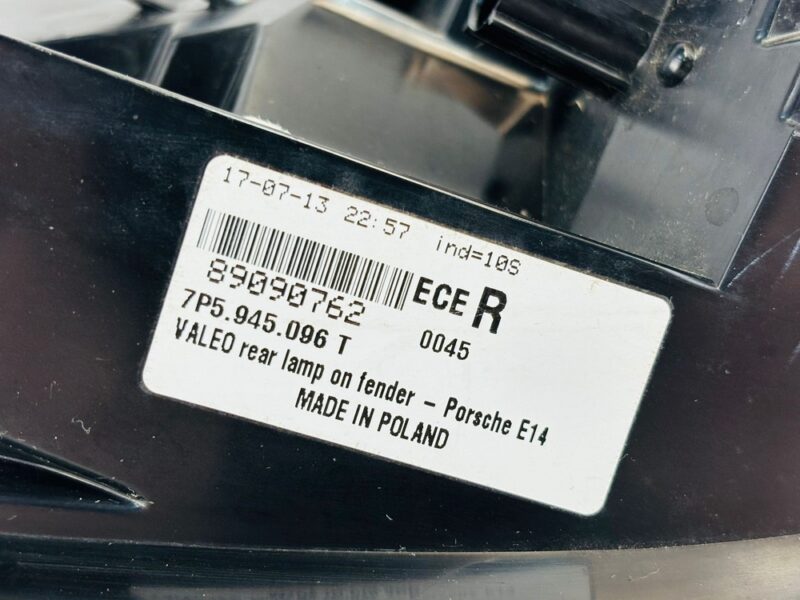 17-07-13 22:57 ind=10S
89090762 ECE R
7P5.945.096 T 0045
VALEO rear lamp on fender – Porsche E14
MADE IN POLAND